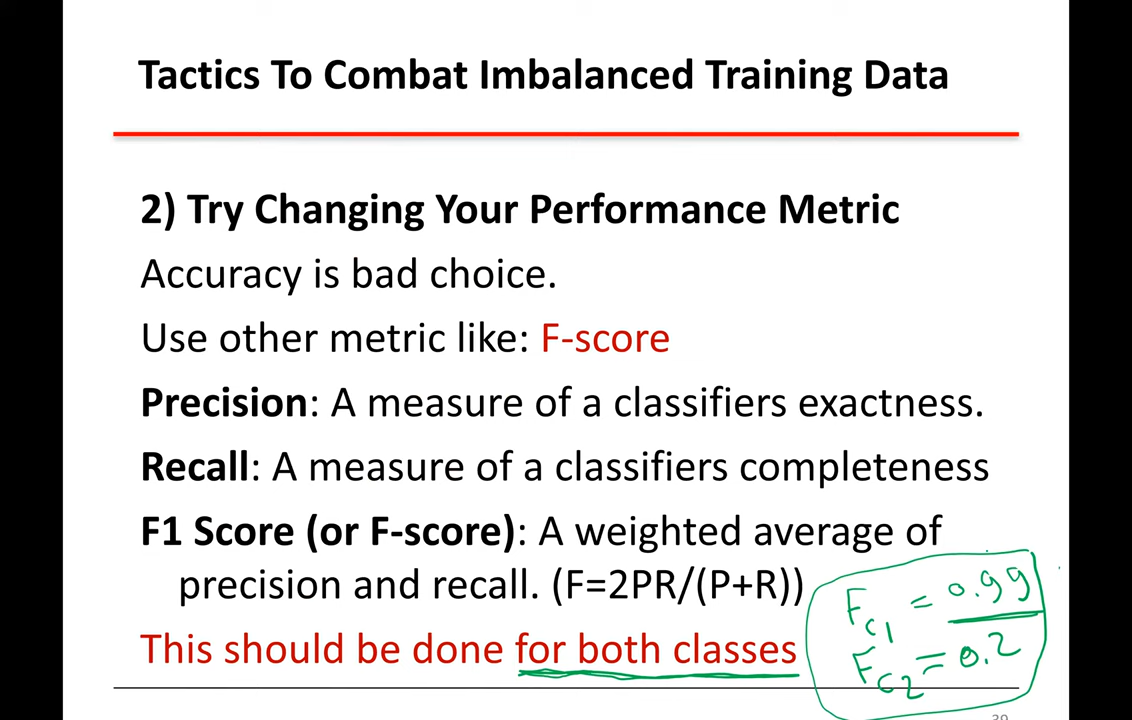 Tactics To Combat Imbalanced Training Data
2) Try Changing Your Performance Metric
Accuracy is bad choice.
Use other metric like: F-score
Precision: A measure of a classifiers exactness.
Recall: A measure of a classifiers completeness
F1 Score (or F-score): A weighted average of
precision and recall. (F=2PR/(P+R))
This should be done for both classes
F C1 = 0.99
F C2 = 0.2